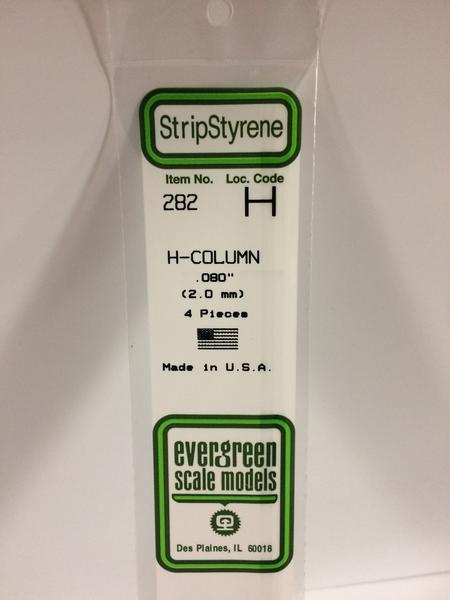 StripStyrene
Item No. Loc. Code
282 H
H-COLUMN
.080"
(2.0 mm)
4 Pieces
Made in U.S.A.
evergreen
scale models
Des Plaines, IL 60018